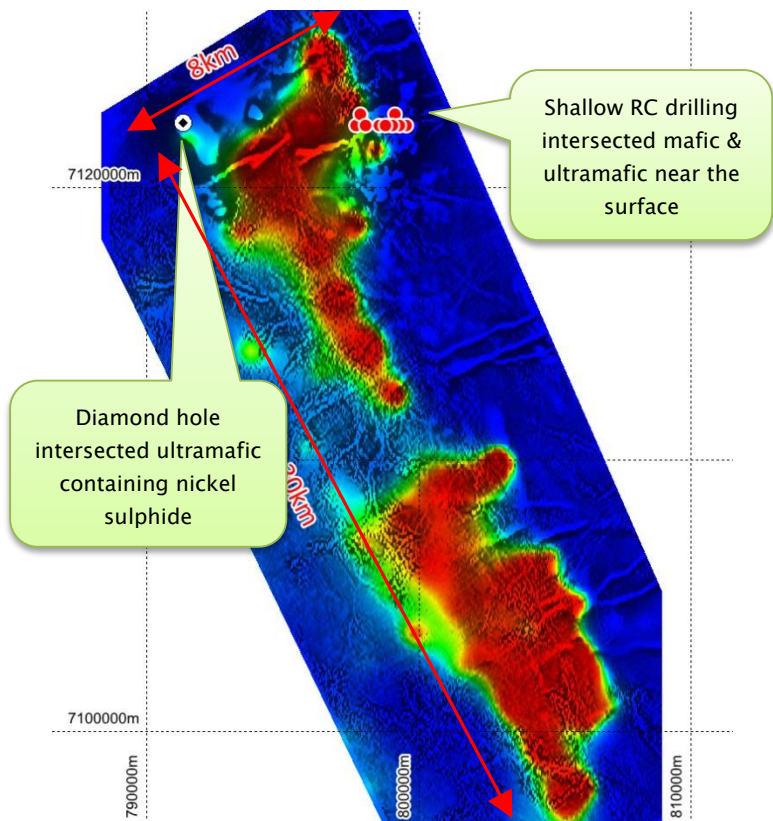 8km
Shallow RC drilling
intersected mafic &
ultramafic near the
surface
7120000m
Diamond hole
intersected ultramafic
containing nickel
sulphide
7100000m
790000m
800000m
810000m